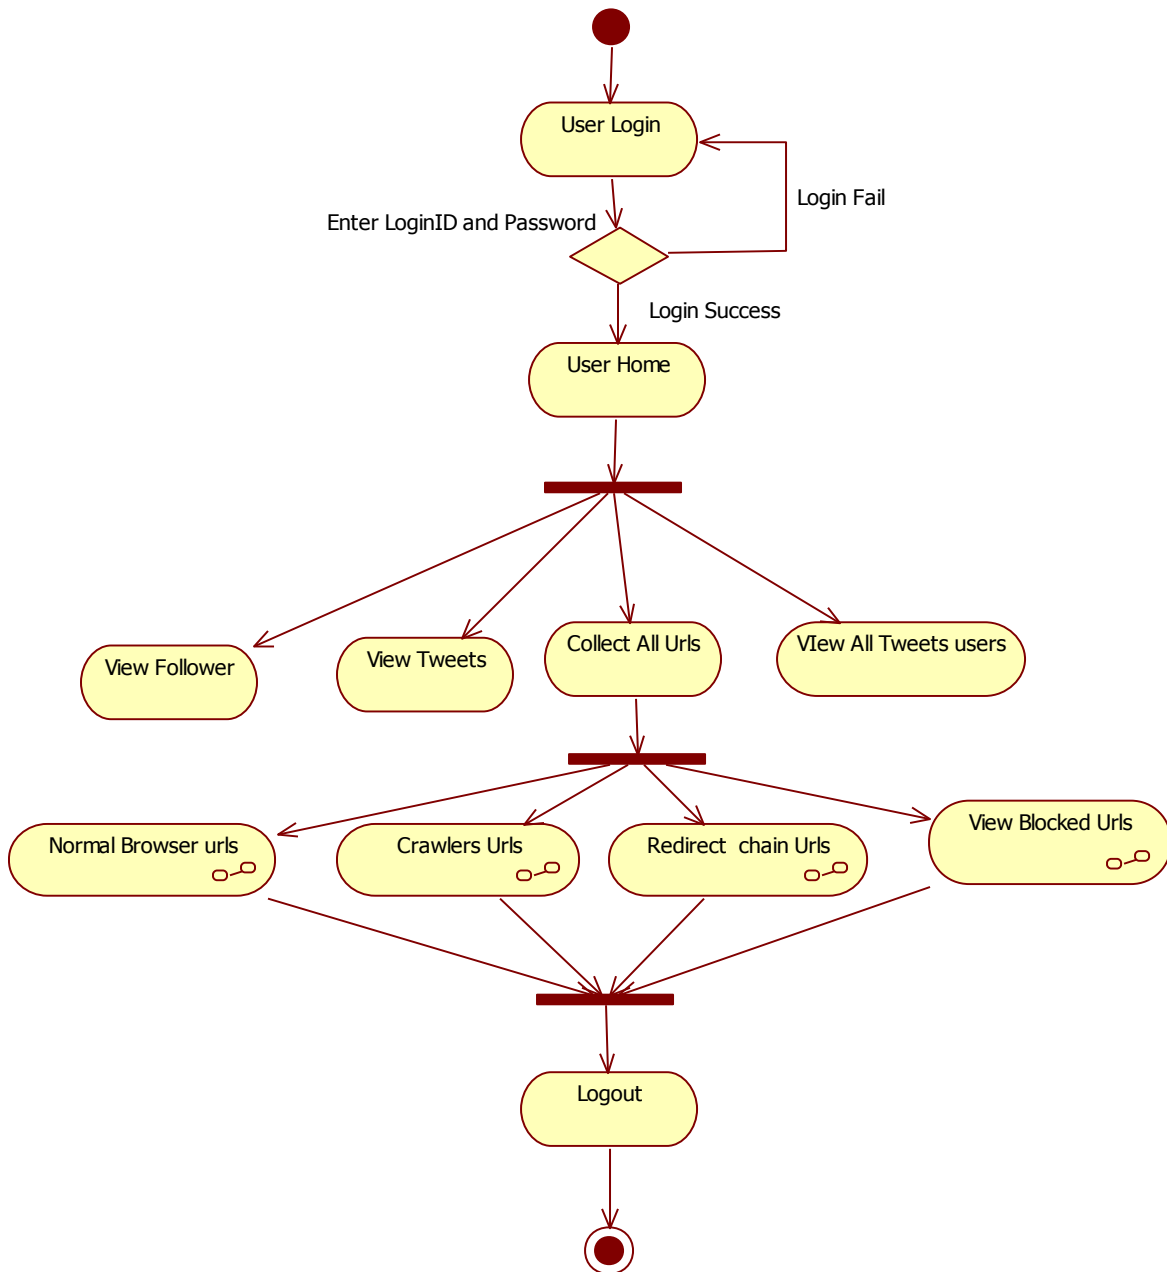 User Login
Login Fail
Enter LoginID and Password
Login Success
User Home
View Follower
View Tweets
Collect All Urls
VIew All Tweets users
Normal Browser urls
Crawlers Urls
Redirect  chain Urls
View Blocked Urls
Logout